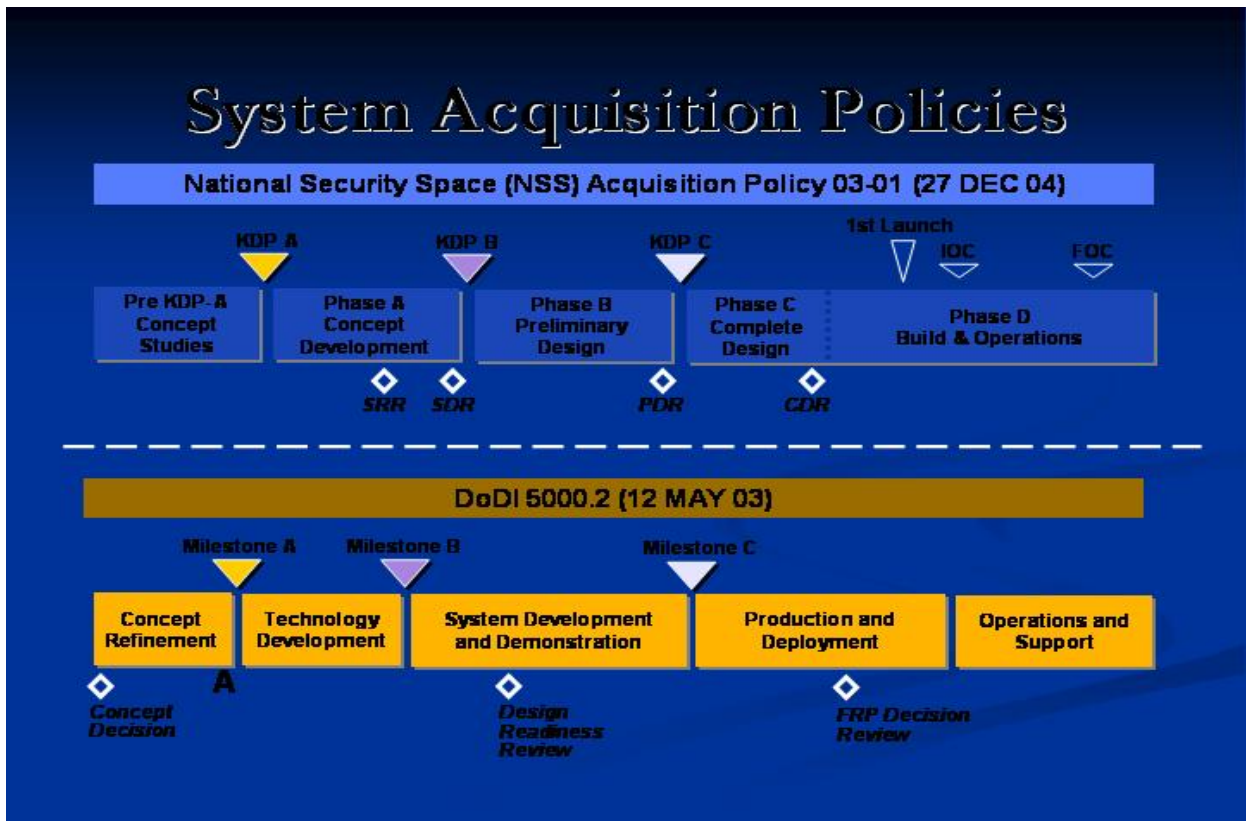 System Acquisition Policies
National Security Space (NSS) Acquisition Policy 03-01 (27 DEC 04)
KDP A
KDP B
KDP C
1st Launch
IOC
FOC
Pre KDP-A
Concept
Studies
Phase A
Concept
Development
Phase B
Preliminary
Design
Phase C
Complete
Design
Phase D
Build & Operations
SRR
SDR
PDR
CDR
DoDI 5000.2 (12 MAY 03)
Milestone A
Milestone B
Milestone C
Concept
Refinement
Technology
Development
System Development
and Demonstration
Production and
Deployment
Operations and
Support
A
Concept
Decision
Design
Readiness
Review
FRP Decision
Review